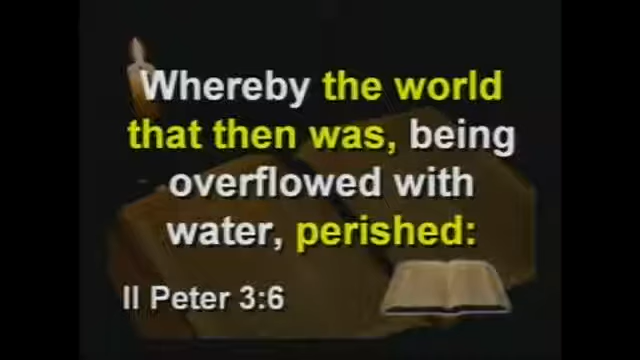 Whereby the world
that then was, being
overflowed with
water, perished:
II Peter 3:6